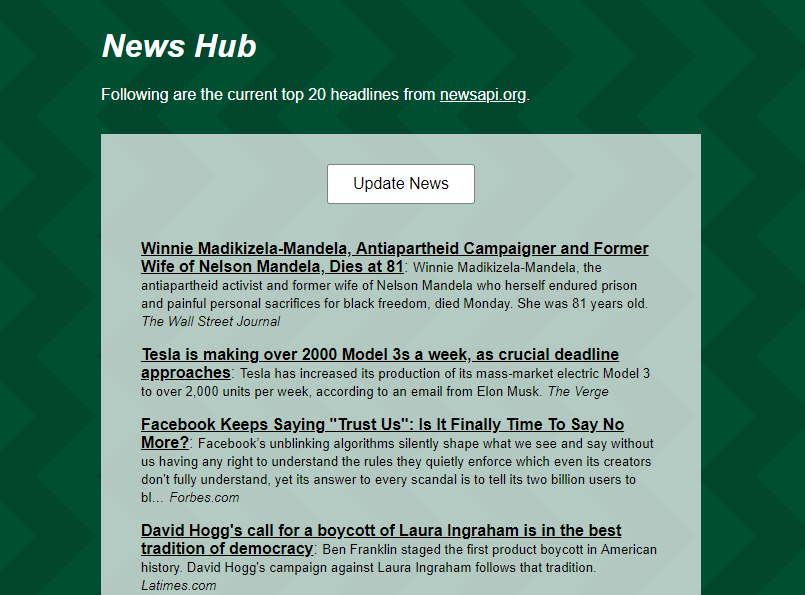 News Hub
Following are the current top 20 headlines from newsapi.org.
Update News
Winnie Madikizela-Mandela, Antiapartheid Campaigner and Former
Wife of Nelson Mandela, Dies at 81: Winnie Madikizela-Mandela, the
antiapartheid activist and former wife of Nelson Mandela who herself endured prison
and painful personal sacrifices for black freedom, died Monday. She was 81 years old.
The Wall Street Journal
Tesla is making over 2000 Model 3s a week, as crucial deadline
approaches: Tesla has increased its production of its mass-market electric Model 3
to over 2,000 units per week, according to an email from Elon Musk. The Verge
Facebook Keeps Saying "Trust Us": Is It Finally Time To Say No
More?: Facebook's unblinking algorithms silently shape what we see and say without
us having any right to understand the rules they quietly enforce which even its creators
don't fully understand, yet its answer to every scandal is to tell its two billion users to
bl… Forbes.com
David Hogg's call for a boycott of Laura Ingraham is in the best
tradition of democracy: Ben Franklin staged the first product boycott in American
history. David Hogg's campaign against Laura Ingraham follows that tradition.
Latimes.com